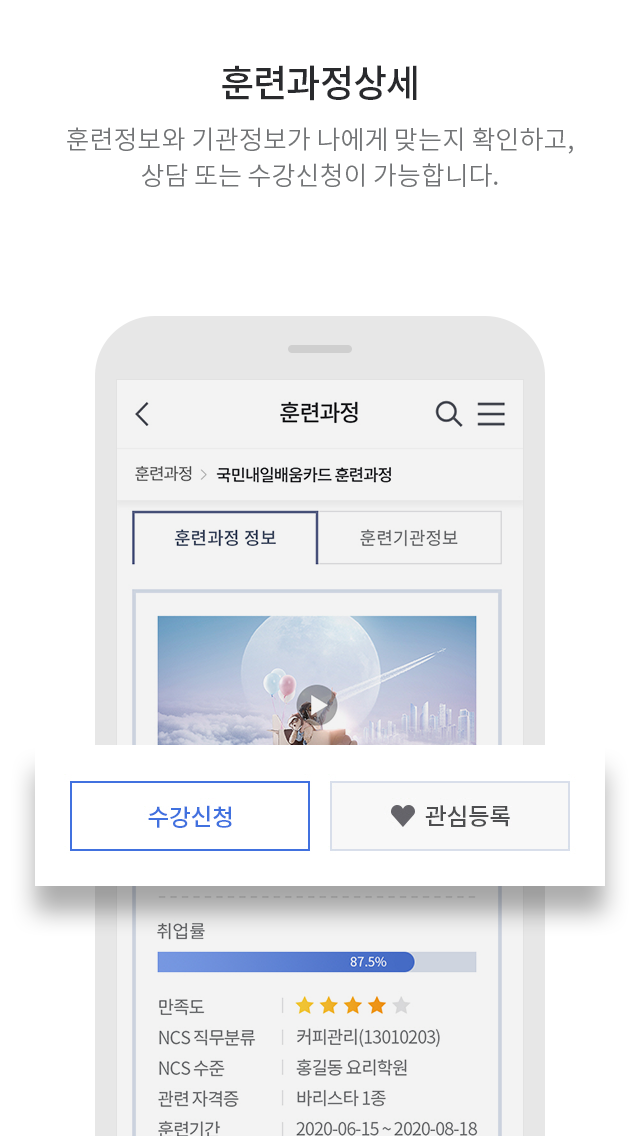 훈련과정상세
훈련정보와 기관정보가 나에게 맞는지 확인하고,
상담 또는 수강신청이 가능합니다.
훈련과정
훈련과정 > 국민내일배움카드 훈련과정
훈련과정 정보 훈련기관정보
수강신청 ♥ 관심등록
취업률
87.5%
만족도
NCS 직무분류 커피관리(13010203)
NCS 수준 홍길동 요리학원
관련 자격증 바리스타 1종
훈련기간 2020-06-15 ~ 2020-08-18